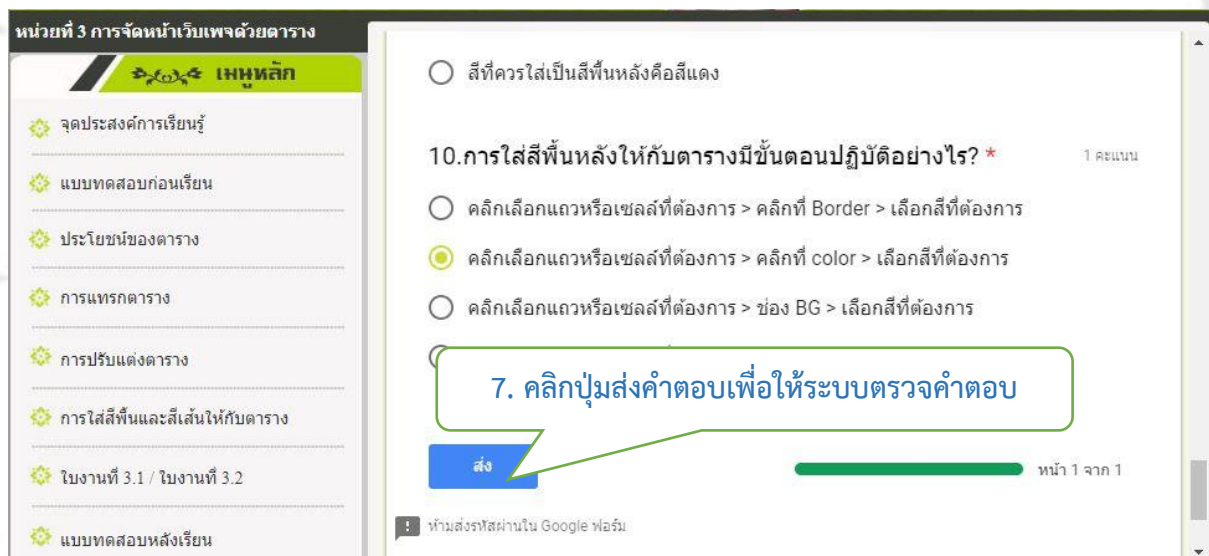 หน่วยที่ 3 การจัดหน้าเว็บเพจด้วยตาราง
เมนูหลัก
จุดประสงค์การเรียนรู้
แบบทดสอบก่อนเรียน
ประโยชน์ของตาราง
การแทรกตาราง
การปรับแต่งตาราง
การใส่สีพื้นและสีเส้นให้กับตาราง
ใบงานที่ 3.1 / ใบงานที่ 3.2
แบบทดสอบหลังเรียน
สีที่ควรใส่เป็นสีพื้นหลังคือสีแดง
10.การใส่สีพื้นหลังให้กับตารางมีขั้นตอนปฏิบัติอย่างไร? * 1 คะแนน
คลิกเลือกแถวหรือเซลล์ที่ต้องการ > คลิกที่ Border > เลือกสีที่ต้องการ
คลิกเลือกแถวหรือเซลล์ที่ต้องการ > คลิกที่ color > เลือกสีที่ต้องการ
คลิกเลือกแถวหรือเซลล์ที่ต้องการ > ช่อง BG > เลือกสีที่ต้องการ
7. คลิกปุ่มส่งคำตอบเพื่อให้ระบบตรวจคำตอบ
ส่ง หน้า 1 จาก 1
ห้ามส่งรหัสผ่านใน Google ฟอร์ม